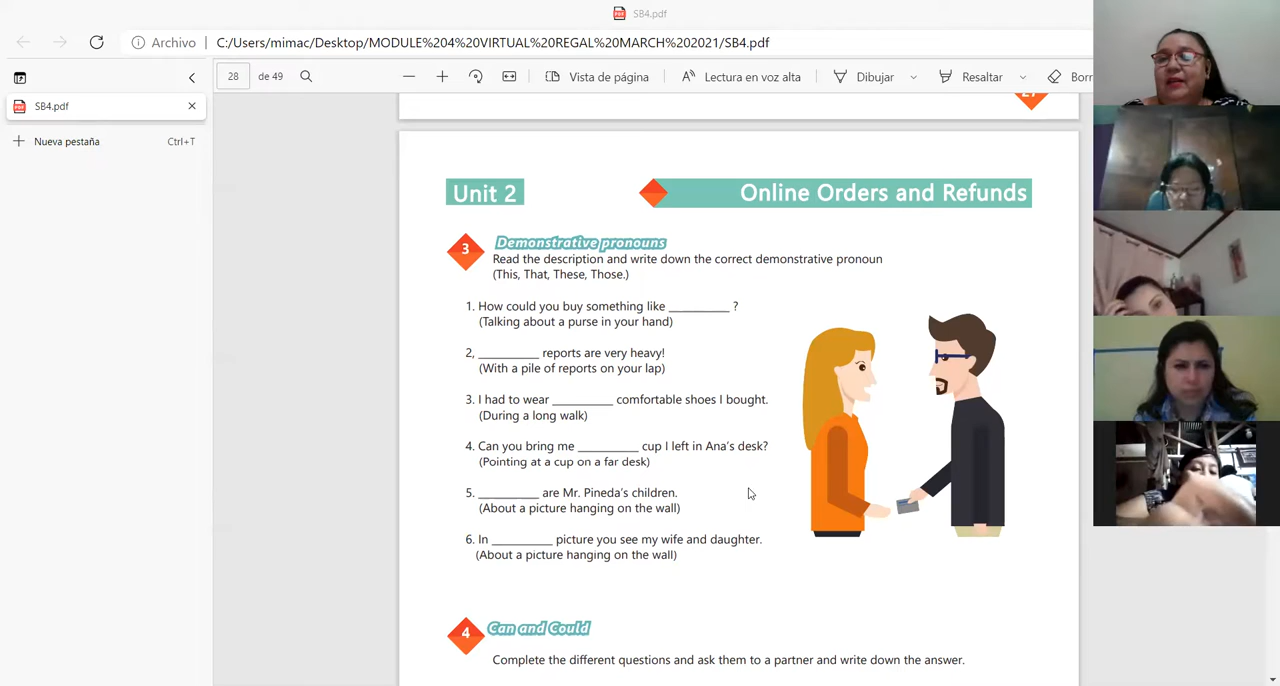 SB4.pdf
Archivo
C:/Users/mimac/Desktop/MODULE%204%20VIRTUAL%20REGAL%20MARCH%202021/SB4.pdf
28 de 49
Vista de página
Lectura en voz alta
Dibujar
Resaltar
Borr
SB4.pdf
Nueva pestaña Ctrl+T
Unit 2
Online Orders and Refunds
3 Demonstrative pronouns
Read the description and write down the correct demonstrative pronoun
(This, That, These, Those.)
1. How could you buy something like __________ ?
(Talking about a purse in your hand)
2, __________ reports are very heavy!
(With a pile of reports on your lap)
3. I had to wear __________ comfortable shoes I bought.
(During a long walk)
4. Can you bring me __________ cup I left in Ana's desk?
(Pointing at a cup on a far desk)
5. __________ are Mr. Pineda's children.
(About a picture hanging on the wall)
6. In __________ picture you see my wife and daughter.
(About a picture hanging on the wall)
4 Can and Could
Complete the different questions and ask them to a partner and write down the answer.